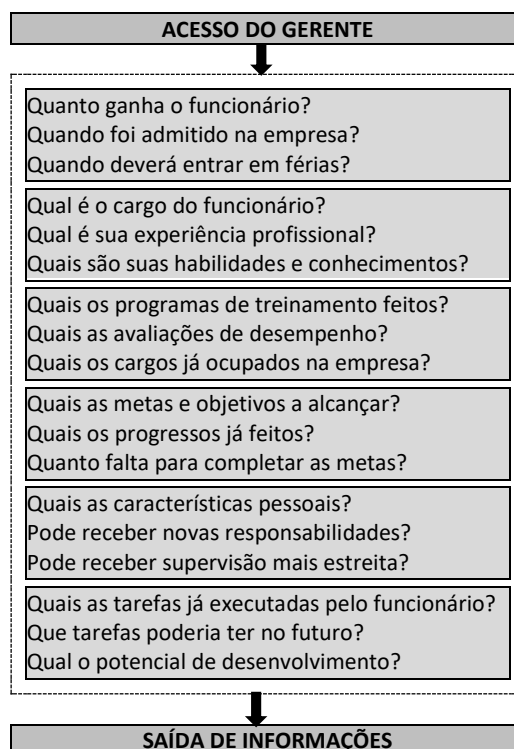 ACESSO DO GERENTE
Quanto ganha o funcionário?
Quando foi admitido na empresa?
Quando deverá entrar em férias?
Qual é o cargo do funcionário?
Qual é sua experiência profissional?
Quais são suas habilidades e conhecimentos?
Quais os programas de treinamento feitos?
Quais as avaliações de desempenho?
Quais os cargos já ocupados na empresa?
Quais as metas e objetivos a alcançar?
Quais os progressos já feitos?
Quanto falta para completar as metas?
Quais as características pessoais?
Pode receber novas responsabilidades?
Pode receber supervisão mais estreita?
Quais as tarefas já executadas pelo funcionário?
Que tarefas poderia ter no futuro?
Qual o potencial de desenvolvimento?
SAÍDA DE INFORMAÇÕES